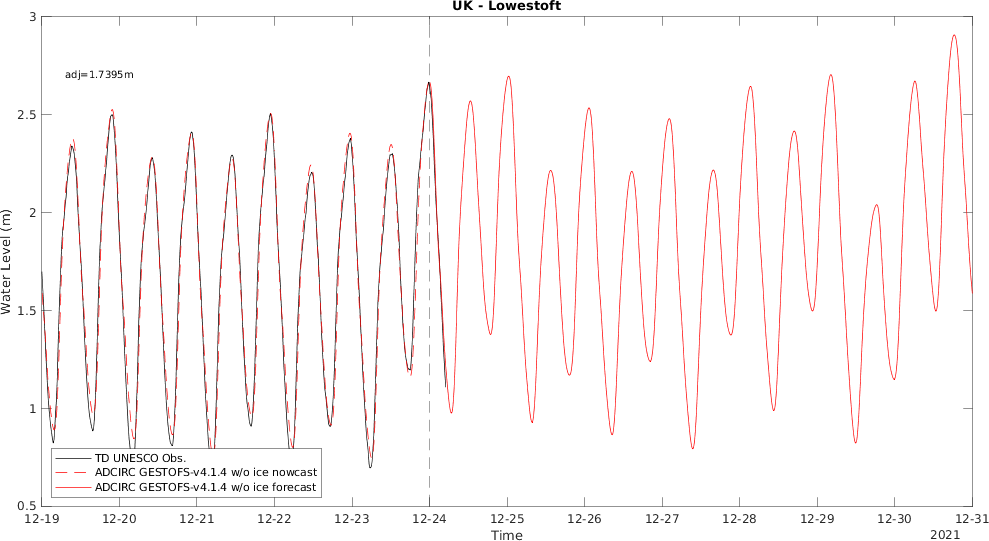 UK - Lowestoft
adj=1.7395m
Water Level (m)
3
2.5
2
1.5
1
0.5
TD UNESCO Obs.
ADCIRC GESTOFS-v4.1.4 w/o ice nowcast
ADCIRC GESTOFS-v4.1.4 w/o ice forecast
12-19 12-20 12-21 12-22 12-23 12-24 12-25 12-26 12-27 12-28 12-29 12-30 12-31
Time
2021